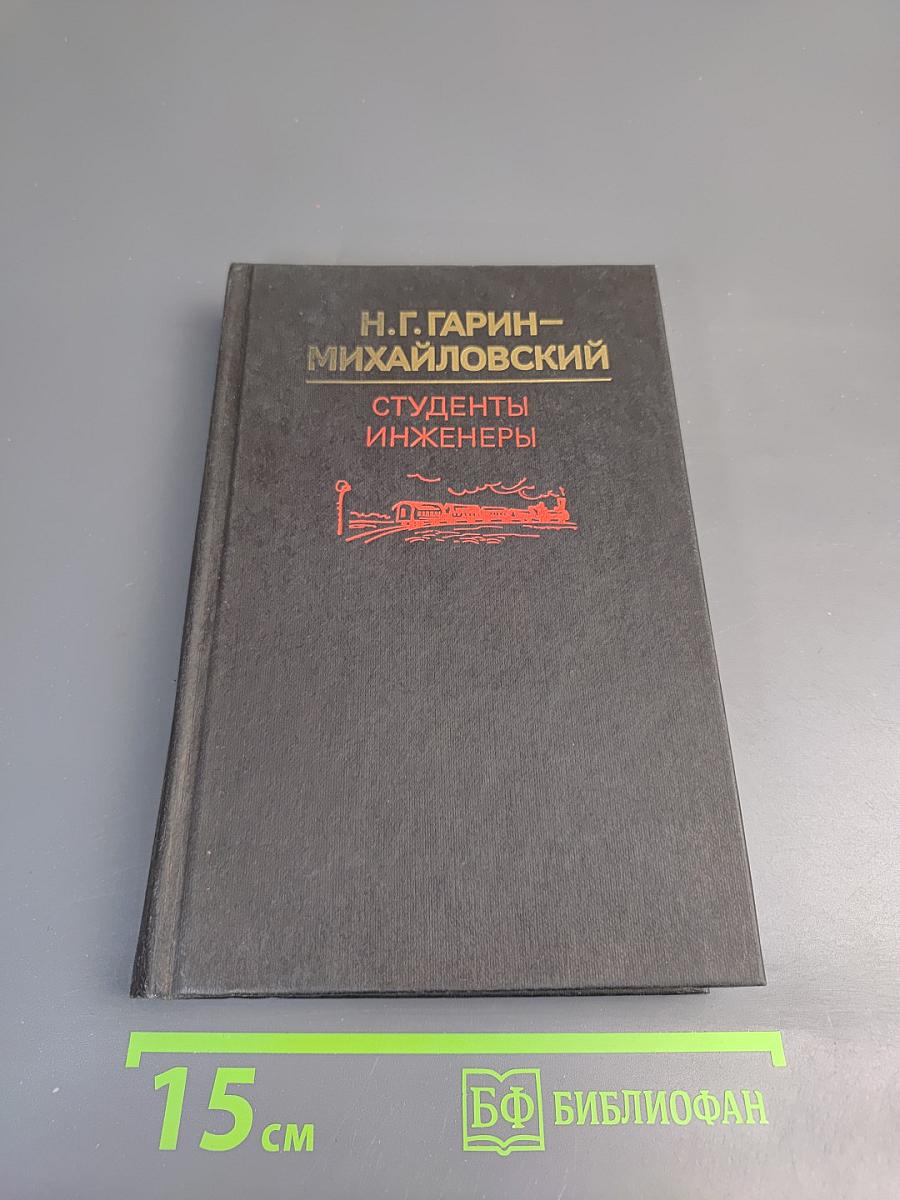 Н.Г.ГАРИН–
МИХАЙЛОВСКИЙ
СТУДЕНТЫ
ИНЖЕНЕРЫ
15 см
БФ БИБЛИОФАН